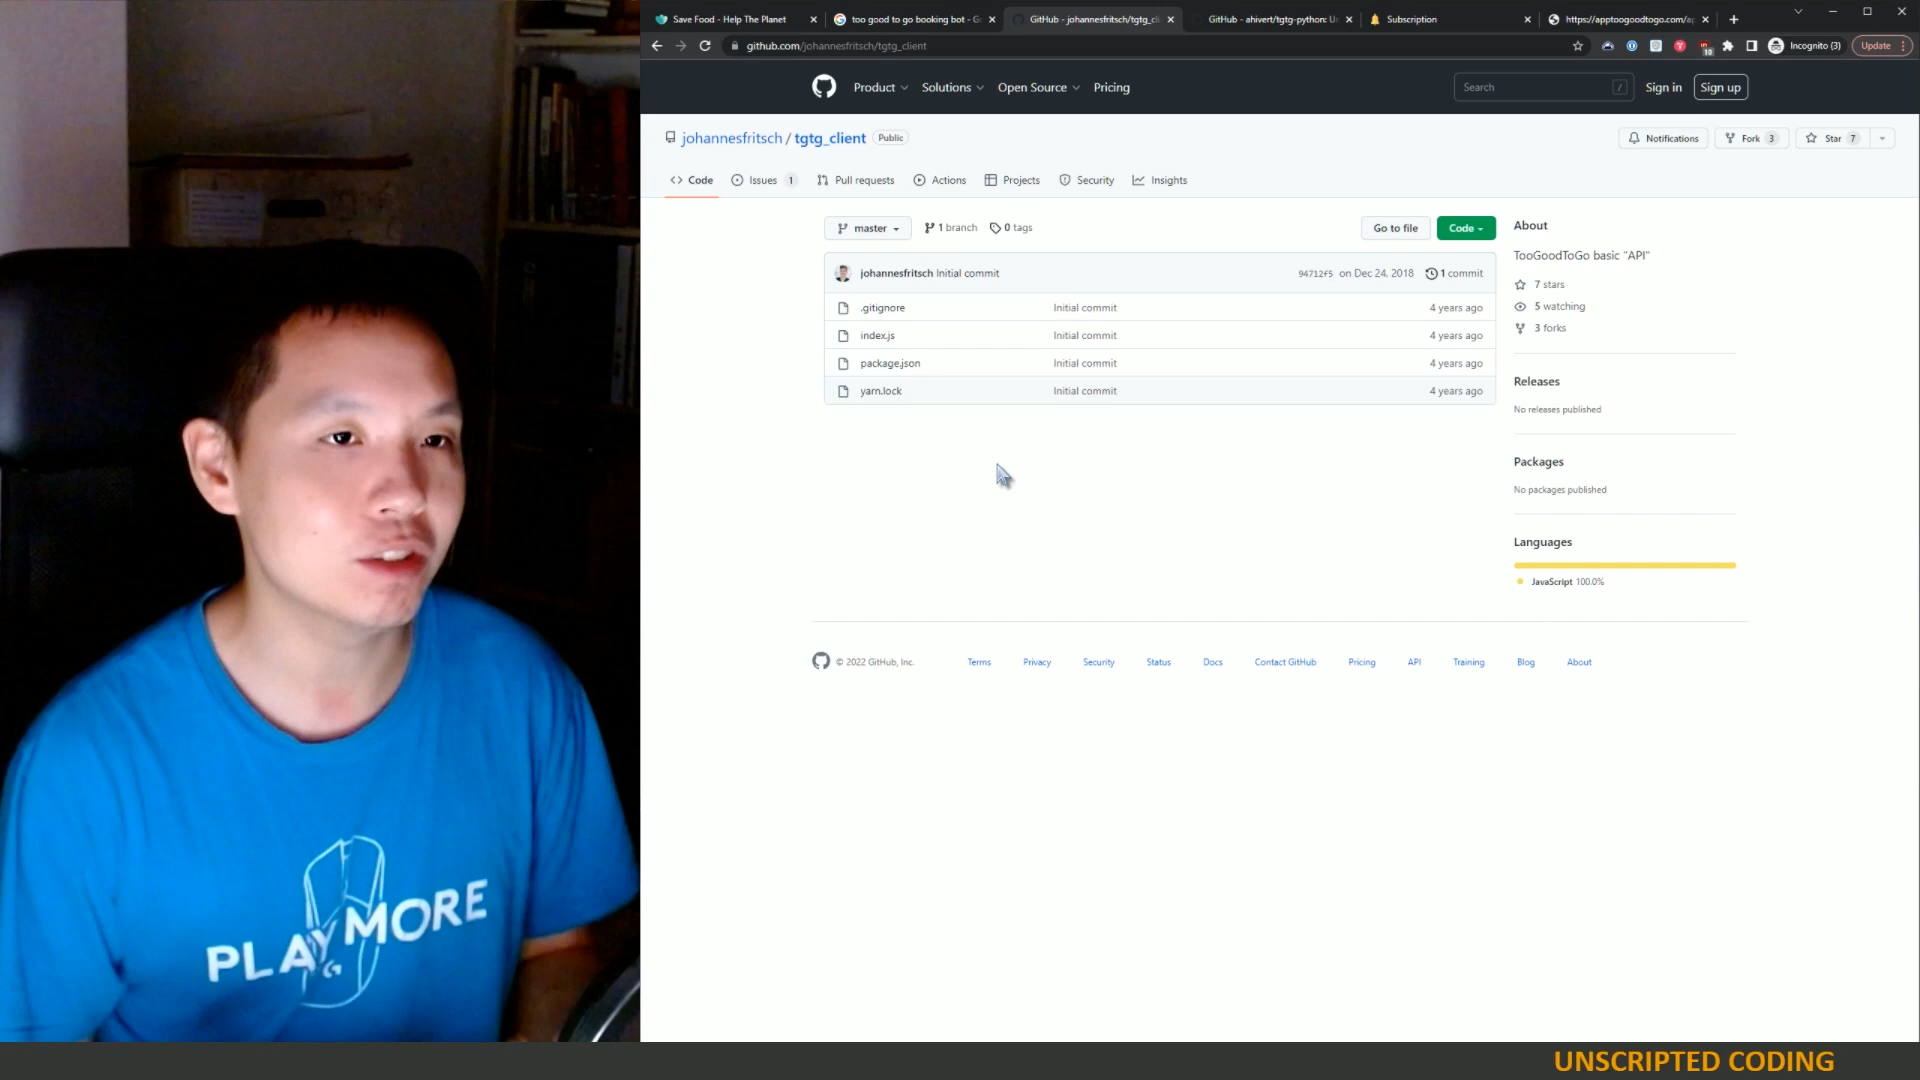 Save Food - Help The Planet
too good to go booking bot - Go
GitHub - johannesfritsch/tgtg_cli
GitHub - ahivert/tgtg-python: Un
Subscription
https://apptoogoodtogo.com/ap
github.com/johannesfritsch/tgtg_client
10
Incognito (3)
Update
Product
Solutions
Open Source
Pricing
Search
/
Sign in
Sign up
johannesfritsch / tgtg_client
Public
Notifications
Fork 3
Star 7
Code
Issues 1
Pull requests
Actions
Projects
Security
Insights
master
1 branch
0 tags
Go to file
Code
johannesfritsch Initial commit
94712f5 on Dec 24, 2018
1 commit
.gitignore Initial commit 4 years ago
index.js Initial commit 4 years ago
package.json Initial commit 4 years ago
yarn.lock Initial commit 4 years ago
About
TooGoodToGo basic "API"
7 stars
5 watching
3 forks
Releases
No releases published
Packages
No packages published
Languages
JavaScript 100.0%
© 2022 GitHub, Inc.
Terms
Privacy
Security
Status
Docs
Contact GitHub
Pricing
API
Training
Blog
About
PLAYMORE
G
UNSCRIPTED CODING